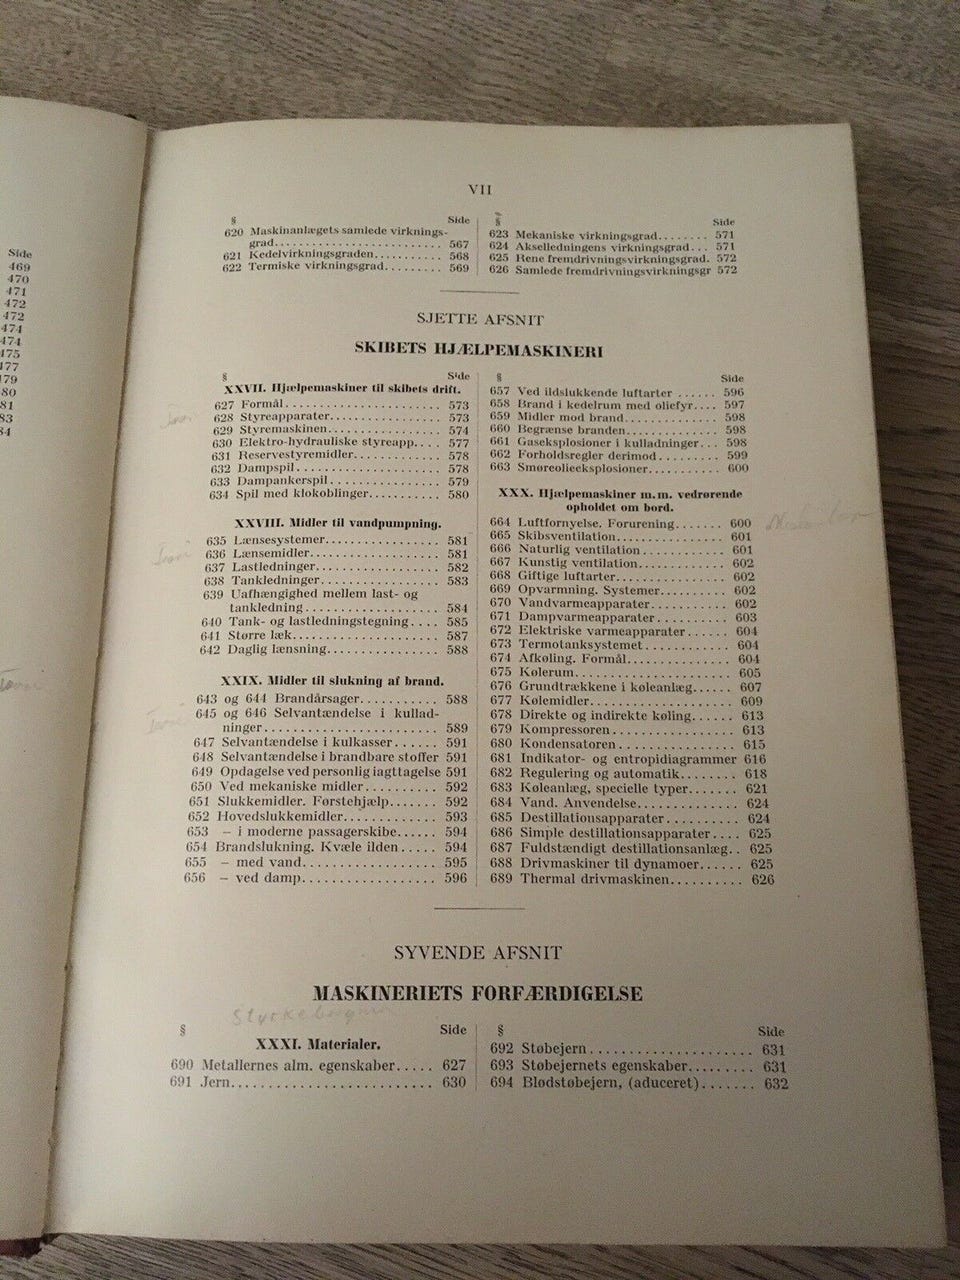 Side
469
470
471
472
472
474
474
475
477
479
480
481
483
484
VII
§ Side
620 Maskinanlægets samlede virknings-
grad 567
621 Kedelvirkningsgraden 568
622 Termiske virkningsgrad 569
§ Side
623 Mekaniske virkningsgrad 571
624 Akselledningens virkningsgrad 571
625 Rene fremdrivningsvirkningsgrad. 572
626 Samlede fremdrivningsvirkningsgr 572
SJETTE AFSNIT
SKIBETS HJÆLPEMASKINERI
§ Side
XXVII. Hjælpemaskiner til skibets drift.
627 Formål 573
628 Styreapparater 573
629 Styremaskinen 574
630 Elektro-hydrauliske styreapp. 577
631 Reservestyremidler 578
632 Dampspil 578
633 Dampankerspil 579
634 Spil med kloakoblinger 580
XXVIII. Midler til vandpumpning.
635 Lænsesystemer 581
636 Lænsemidler 581
637 Lastledninger 582
638 Tankledninger 583
639 Uafhængighed mellem last- og
tankledning 584
640 Tank- og lastledningstegning 585
641 Større læk 587
642 Daglig lænsning 588
XXIX. Midler til slukning af brand.
643 og 644 Brandårsager 588
645 og 646 Selvantændelse i kullad-
ninger 589
647 Selvantændelse i kulkasser 591
648 Selvantændelse i brandbare stoffer 591
649 Opdagelse ved personlig iagttagelse 591
650 Ved mekaniske midler 592
651 Slukkemidler. Førstehjælp 592
652 Hovedslukkemidler 593
653 – i moderne passagerskibe 594
654 Brandslukning. Kvæle ilden 594
655 – med vand 595
656 – ved damp 596
§ Side
657 Ved ildslukkende luftarter 596
658 Brand i kedelrum med oliefyr 597
659 Midler mod brand 598
660 Begrænse branden 598
661 Gaseksplosioner i kulladninger 598
662 Forholdsregler derimod 599
663 Smøreolieeksplosioner 600
XXX. Hjælpemaskiner m.m. vedrørende
opholdet om bord.
664 Luftfornyelse. Forurening 600
665 Skibsventilation 601
666 Naturlig ventilation 601
667 Kunstig ventilation 602
668 Giftige luftarter 602
669 Opvarmning. Systemer 602
670 Vandvarmeapparater 602
671 Dampvarmeapparater 603
672 Elektriske varmeapparater 604
673 Termotanksystemet 604
674 Afkøling. Formål 604
675 Kølerum 605
676 Grundtrækkene i køleanlæg 607
677 Kølemidler 609
678 Direkte og indirekte køling 613
679 Kompressoren 613
680 Kondensatoren 615
681 Indikator- og entropidiagrammer 616
682 Regulering og automatik 618
683 Køleanlæg, specielle typer 621
684 Vand. Anvendelse 624
685 Destillationsapparater 624
686 Simple destillationsapparater 625
687 Fuldstændigt destillationsanlæg 625
688 Drivmaskiner til dynamoer 625
689 Thermal drivmaskinen 626
SYVENDE AFSNIT
MASKINERIETS FORFÆRDIGELSE
§ Side
XXXI. Materialer.
690 Metallernes alm. egenskaber 627
691 Jern 630
§ Side
692 Støbejern 631
693 Støbejernets egenskaber 631
694 Blødstøbejern, (aduceret) 632